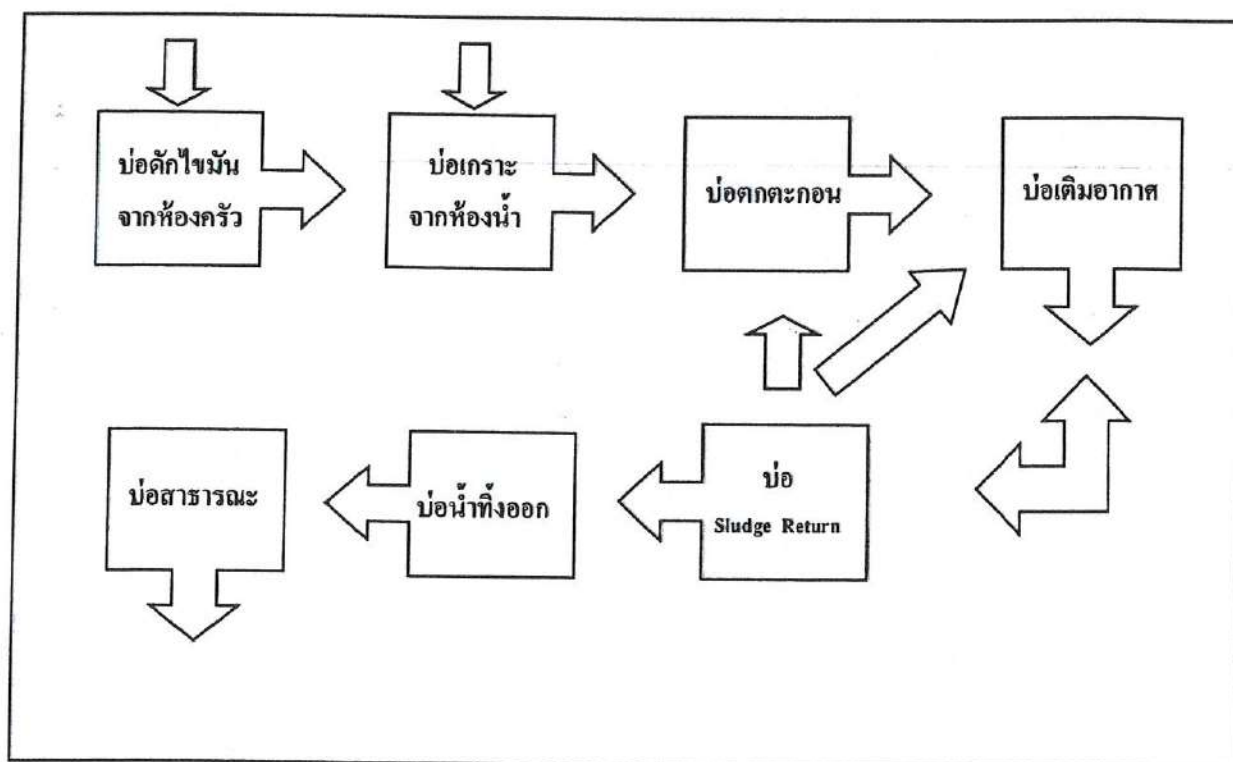 บ่อดักไขมัน
จากห้องครัว
บ่อเกราะ
จากห้องน้ำ
บ่อตกตะกอน
บ่อเติมอากาศ
บ่อสาธารณะ
บ่อน้ำทิ้งออก
บ่อ
Sludge Return